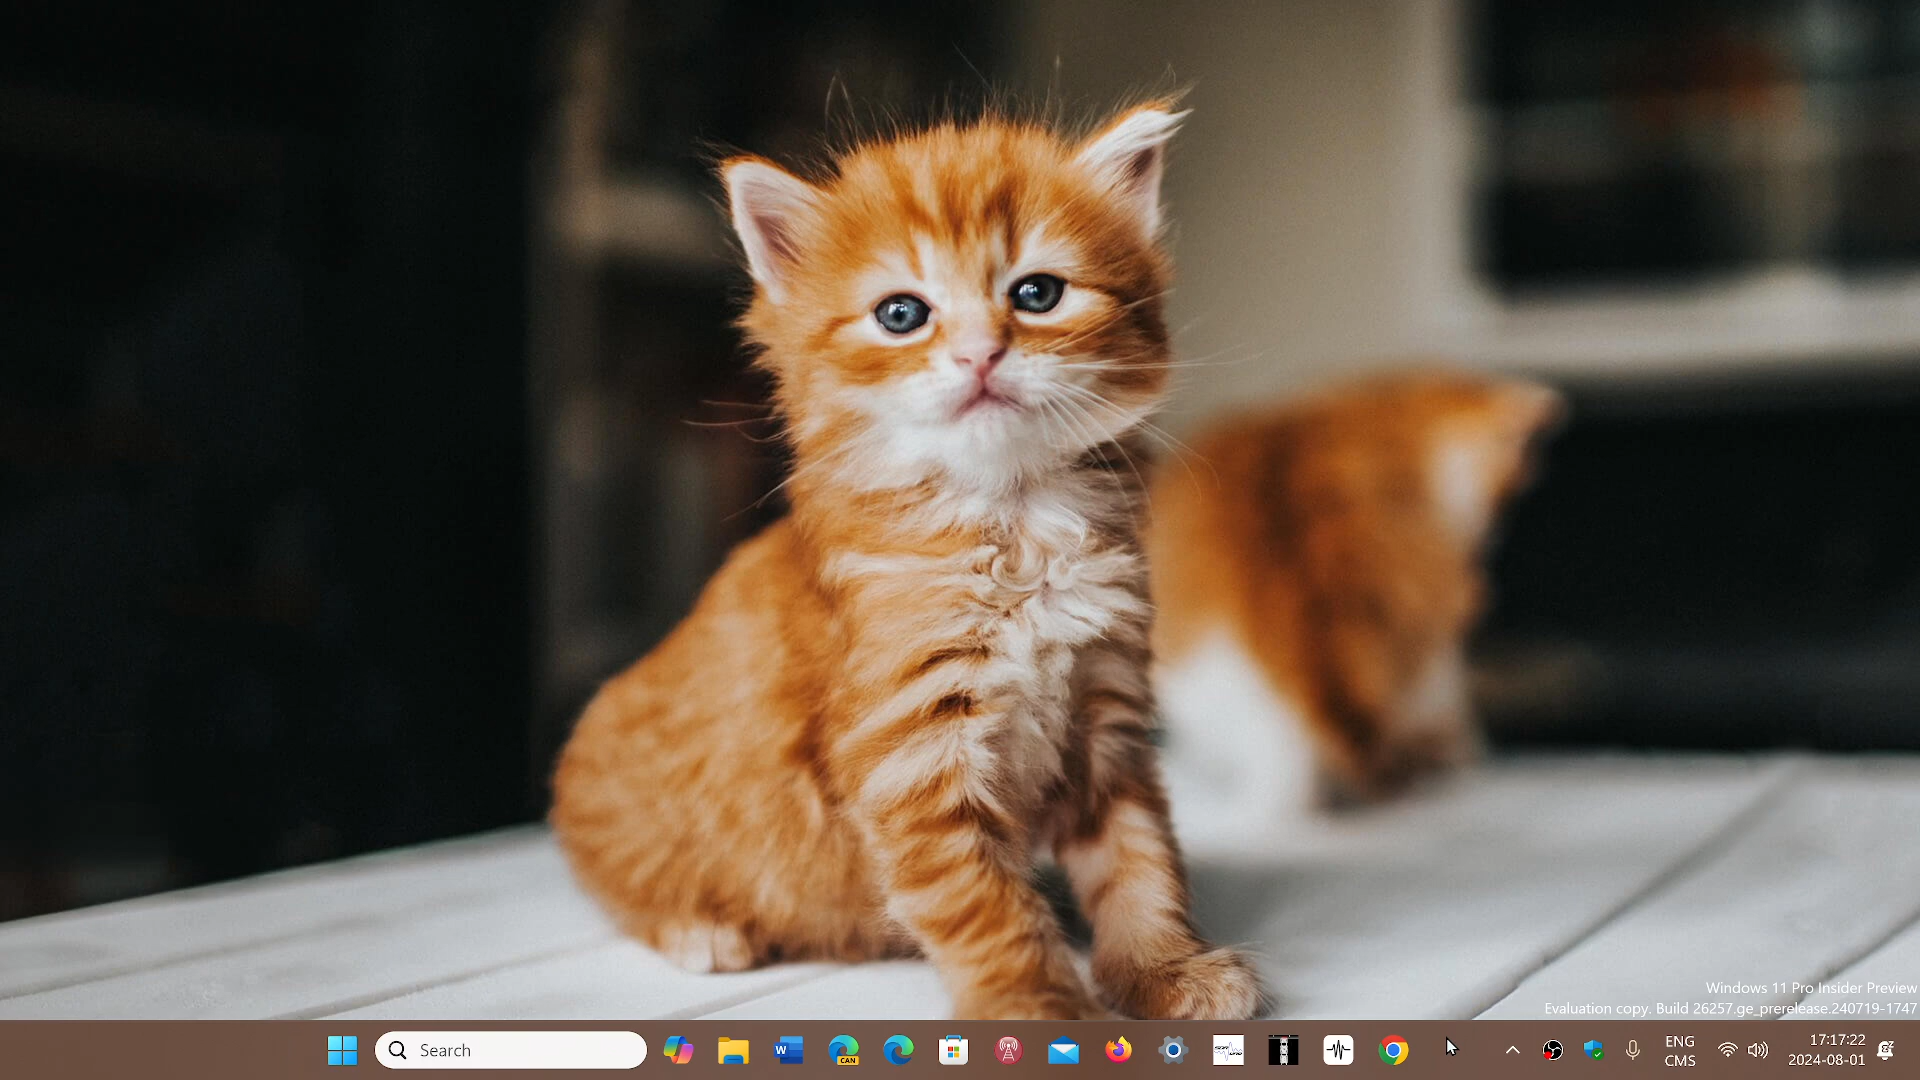 Windows 11 Pro Insider Preview
Evaluation copy. Build 26257.ge_prerelease.240719-1747
Search
W
CAN
ENG
CMS
17:17:22
2024-08-01